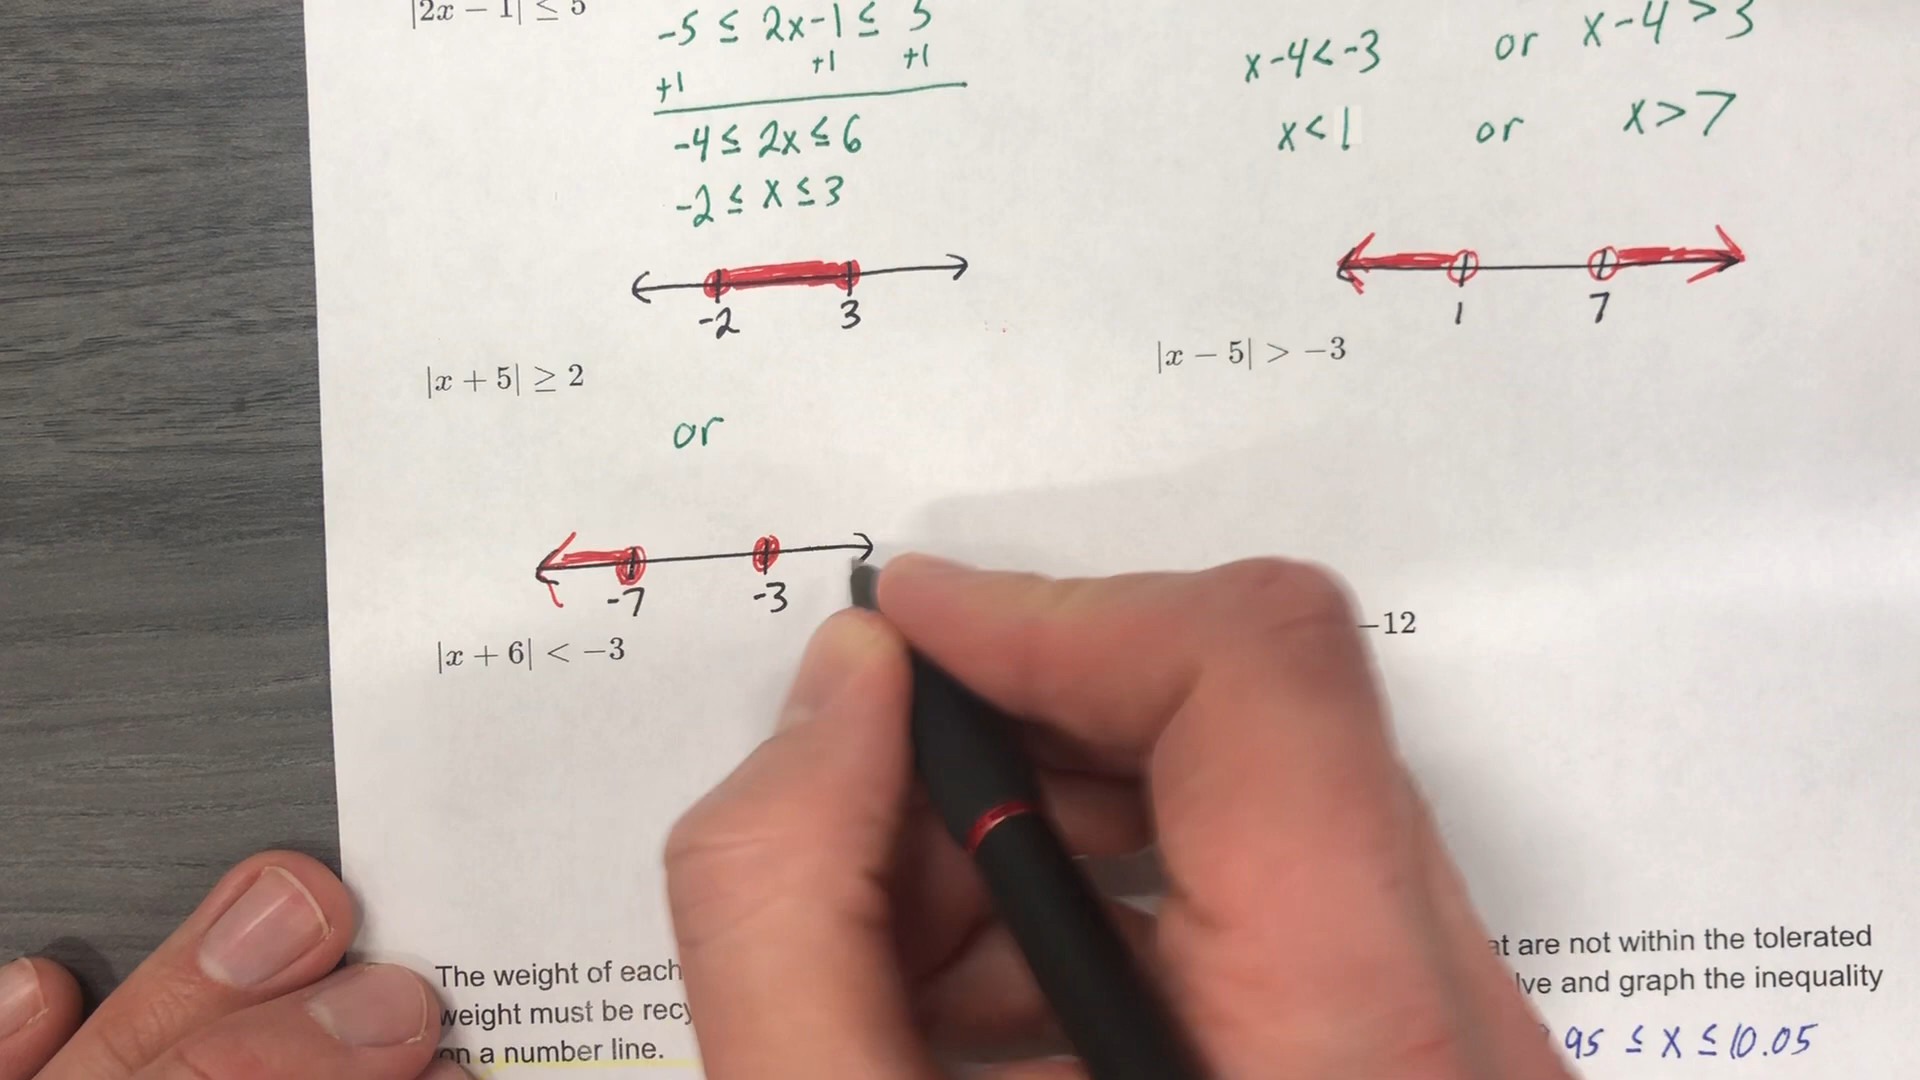 |2x − 1| ≤ 5
-5 ≤ 2x-1 ≤ 5
+1 +1 +1
-4 ≤ 2x ≤ 6
-2 ≤ x ≤ 3
-2 3
x-4<-3 or x-4>3
x<1 or x>7
1 7
|x + 5| ≥ 2
or
-7 -3
|x − 5| > −3
|x + 6| < −3
−12
The weight of each
weight must be
on a number line.
are not within the tolerated
and graph the inequality
95 ≤ x ≤ 10.05